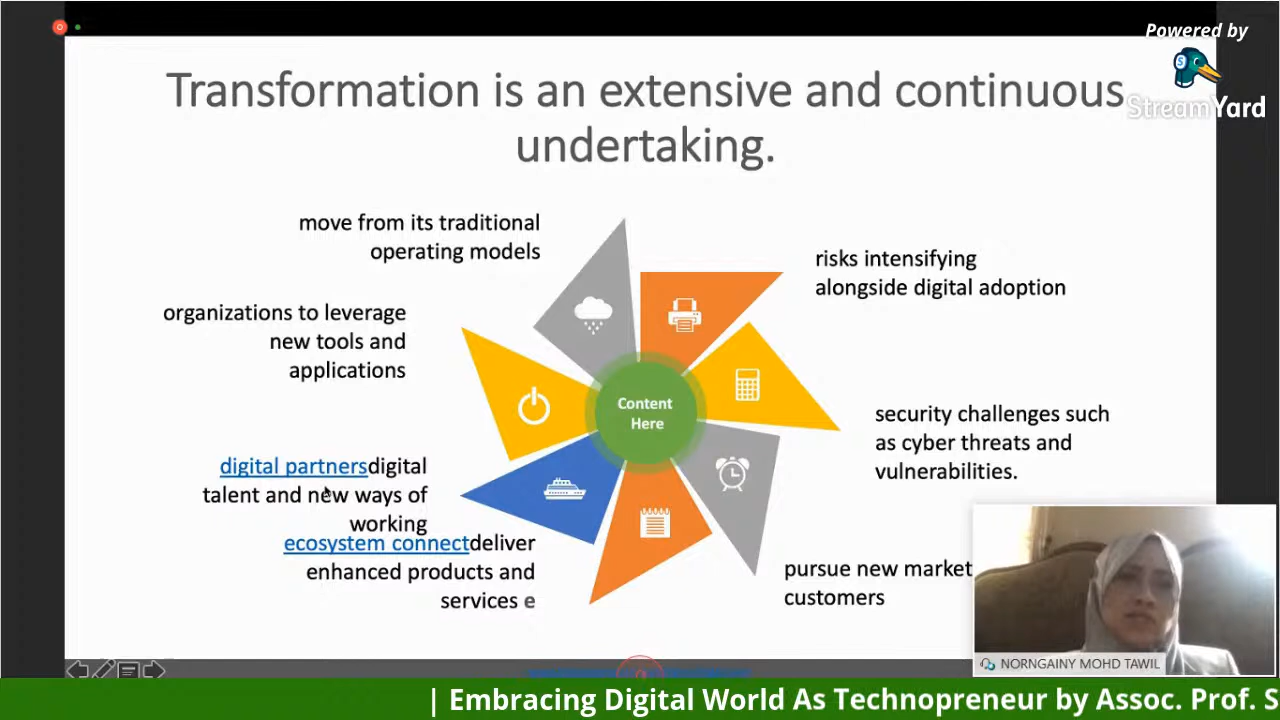 Powered by
StreamYard
Transformation is an extensive and continuous
undertaking.
move from its traditional
operating models
risks intensifying
alongside digital adoption
organizations to leverage
new tools and
applications
Content
Here
security challenges such
as cyber threats and
vulnerabilities.
digital partnersdigital
talent and new ways of
working
ecosystem connectdeliver
enhanced products and
services e
pursue new market
customers
NORNGAINY MOHD TAWIL
| Embracing Digital World As Technopreneur by Assoc. Prof. S